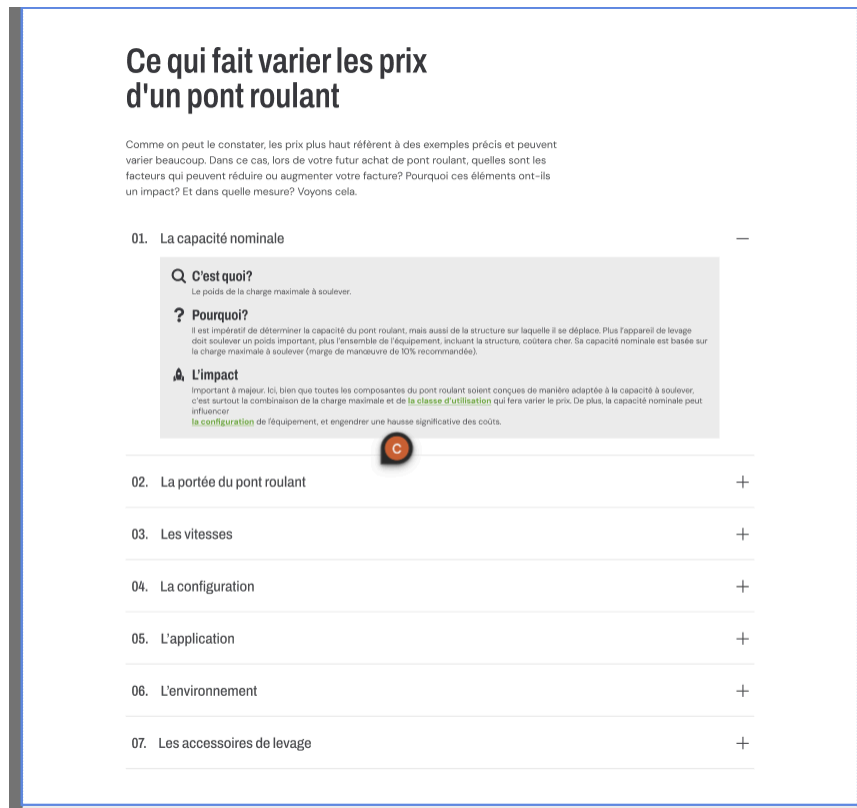 Ce qui fait varier les prix
d'un pont roulant
Comme on peut le constater, les prix plus haut réfèrent à des exemples précis et peuvent
varier beaucoup. Dans ce cas, lors de votre futur achat de pont roulant, quelles sont les
facteurs qui peuvent réduire ou augmenter votre facture? Pourquoi ces éléments ont-ils
un impact? Et dans quelle mesure? Voyons cela.
01. La capacité nominale
C'est quoi?
Le poids de la charge maximale à soulever.
Pourquoi?
Il est impératif de déterminer la capacité du pont roulant, mais aussi de la structure sur laquelle il se déplace. Plus l'appareil de levage
doit soulever un poids important, plus l'ensemble de l'équipement, incluant la structure, coûtera cher. Sa capacité nominale est basée sur
la charge maximale à soulever (marge de manœuvre de 10% recommandée).
L'impact
Important à majeur. Ici, bien que toutes les composantes du pont roulant soient conçues de manière adaptée à la capacité à soulever,
c'est surtout la combinaison de la charge maximale et de la classe d'utilisation qui fera varier le prix. De plus, la capacité nominale peut
influencer
la configuration de l'équipement, et engendrer une hausse significative des coûts.
C
02. La portée du pont roulant
03. Les vitesses
04. La configuration
05. L'application
06. L'environnement
07. Les accessoires de levage